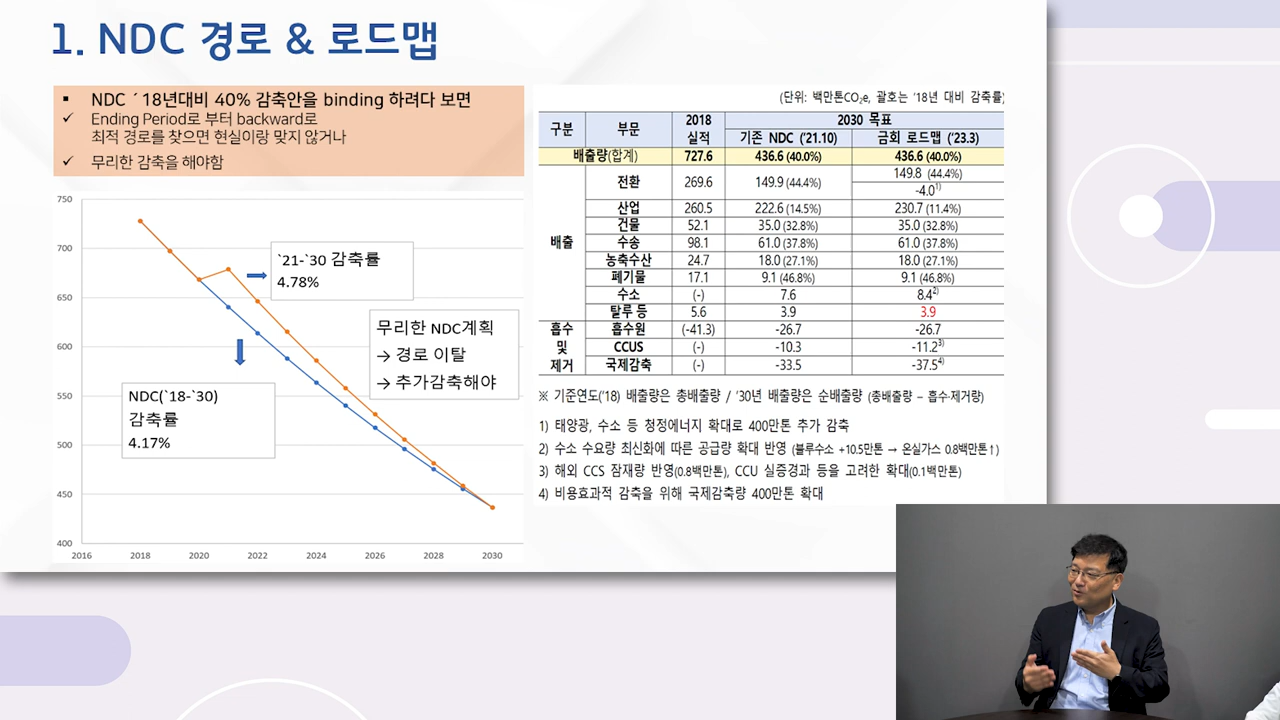 1. NDC 경로 & 로드맵
▪ NDC ´18년대비 40% 감축안을 binding 하려다 보면
✓ Ending Period로 부터 backward로
최적 경로를 찾으면 현실이랑 맞지 않거나
✓ 무리한 감축을 해야함
750
700
650
600
550
500
450
400
2016 2018 2020 2022 2024 2026 2028 2030
`21-`30 감축률
4.78%
무리한 NDC계획
→ 경로 이탈
→ 추가감축해야
NDC(`18-`30)
감축률
4.17%
(단위: 백만톤CO₂e, 괄호는 '18년 대비 감축률)
구분 부문 2018 실적 2030 목표
기존 NDC ('21.10) 금회 로드맵 ('23.3)
배출량(합계) 727.6 436.6 (40.0%) 436.6 (40.0%)
배출 전환 269.6 149.9 (44.4%) 149.8 (44.4%)
-4.0¹⁾
산업 260.5 222.6 (14.5%) 230.7 (11.4%)
건물 52.1 35.0 (32.8%) 35.0 (32.8%)
수송 98.1 61.0 (37.8%) 61.0 (37.8%)
농축수산 24.7 18.0 (27.1%) 18.0 (27.1%)
폐기물 17.1 9.1 (46.8%) 9.1 (46.8%)
수소 (-) 7.6 8.4²⁾
탈루 등 5.6 3.9 3.9
흡수 및 제거 흡수원 (-41.3) -26.7 -26.7
CCUS (-) -10.3 -11.2³⁾
국제감축 (-) -33.5 -37.5⁴⁾
※ 기준연도('18) 배출량은 총배출량 / '30년 배출량은 순배출량 (총배출량 – 흡수·제거량)
1) 태양광, 수소 등 청정에너지 확대로 400만톤 추가 감축
2) 수소 수요량 최신화에 따른 공급량 확대 반영 (블루수소 +10.5만톤 → 온실가스 0.8백만톤↑)
3) 해외 CCS 잠재량 반영(0.8백만톤), CCU 실증경과 등을 고려한 확대(0.1백만톤)
4) 비용효과적 감축을 위해 국제감축량 400만톤 확대